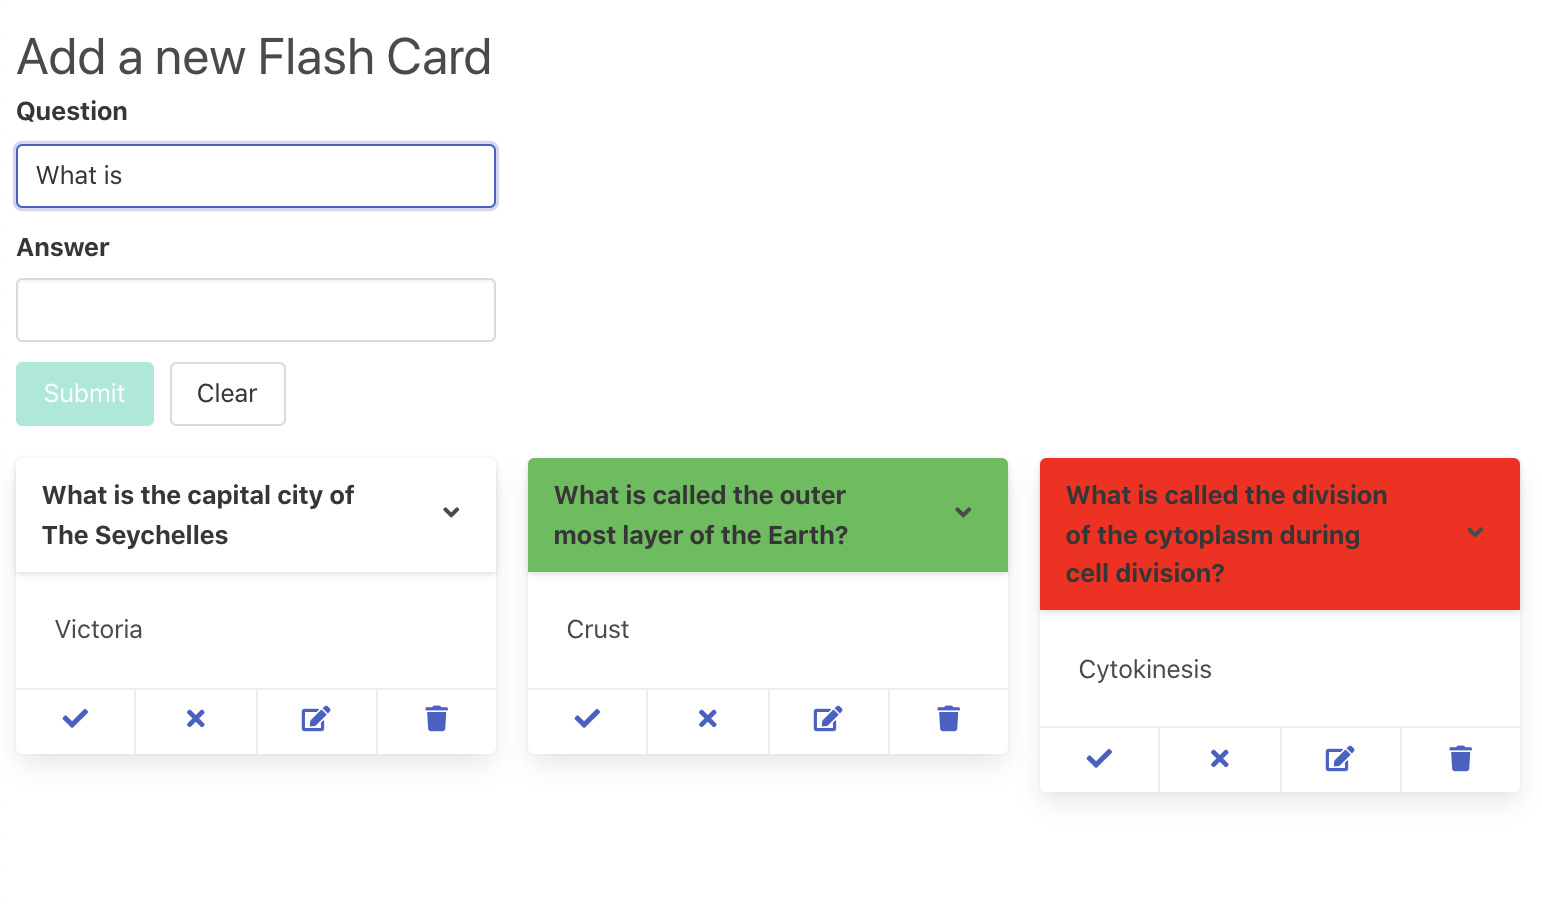 Add a new Flash Card
Question
What is
Answer
Submit
Clear
What is the capital city of
The Seychelles
Victoria
What is called the outer
most layer of the Earth?
Crust
What is called the division
of the cytoplasm during
cell division?
Cytokinesis